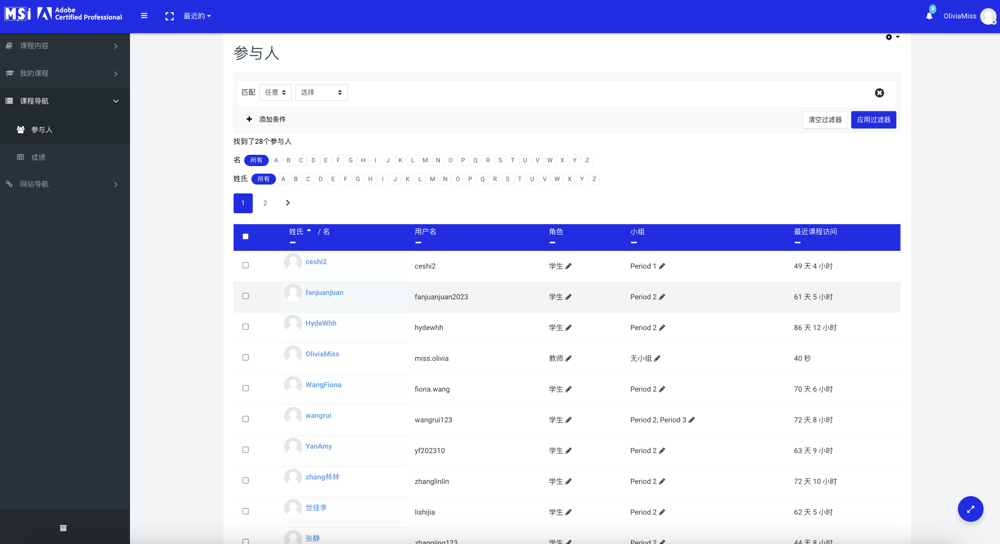 MSi Adobe Certified Professional
最近的
4
OliviaMiss
课程内容
我的课程
课程导航
参与人
成绩
网站导航
参与人
匹配 任意 选择
添加条件 清空过滤器 应用过滤器
找到了28个参与人
名 所有 A B C D E F G H I J K L M N O P Q R S T U V W X Y Z
姓氏 所有 A B C D E F G H I J K L M N O P Q R S T U V W X Y Z
1 2
姓氏 / 名 用户名 角色 小组 最近课程访问
ceshi2 ceshi2 学生 Period 1 49 天 4 小时
fanjuanjuan fanjuanjuan2023 学生 Period 2 61 天 5 小时
HydeWhh hydewhh 学生 Period 2 86 天 12 小时
OliviaMiss miss.olivia 教师 无小组 40 秒
WangFiona fiona.wang 学生 Period 2 70 天 6 小时
wangrui wangrui123 学生 Period 2, Period 3 72 天 8 小时
YanAmy yf202310 学生 Period 2 63 天 9 小时
zhang林林 zhanglinlin 学生 Period 2 72 天 10 小时
世佳李 lishijia 学生 Period 2 62 天 5 小时
张静 zhangjing123 学生 Period 2 44 天 8 小时